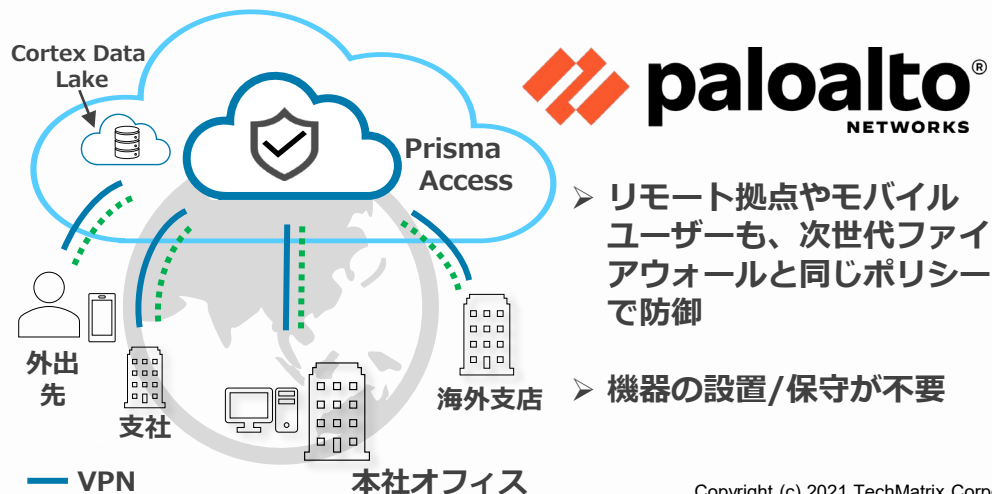 Cortex Data
Lake
Prisma
Access
外出
先
支社
本社オフィス
海外支店
VPN
paloalto®
NETWORKS
➢ リモート拠点やモバイル
ユーザーも、次世代ファイ
アウォールと同じポリシー
で防御
➢ 機器の設置/保守が不要
Copyright (c) 2021 TechMatrix Corp